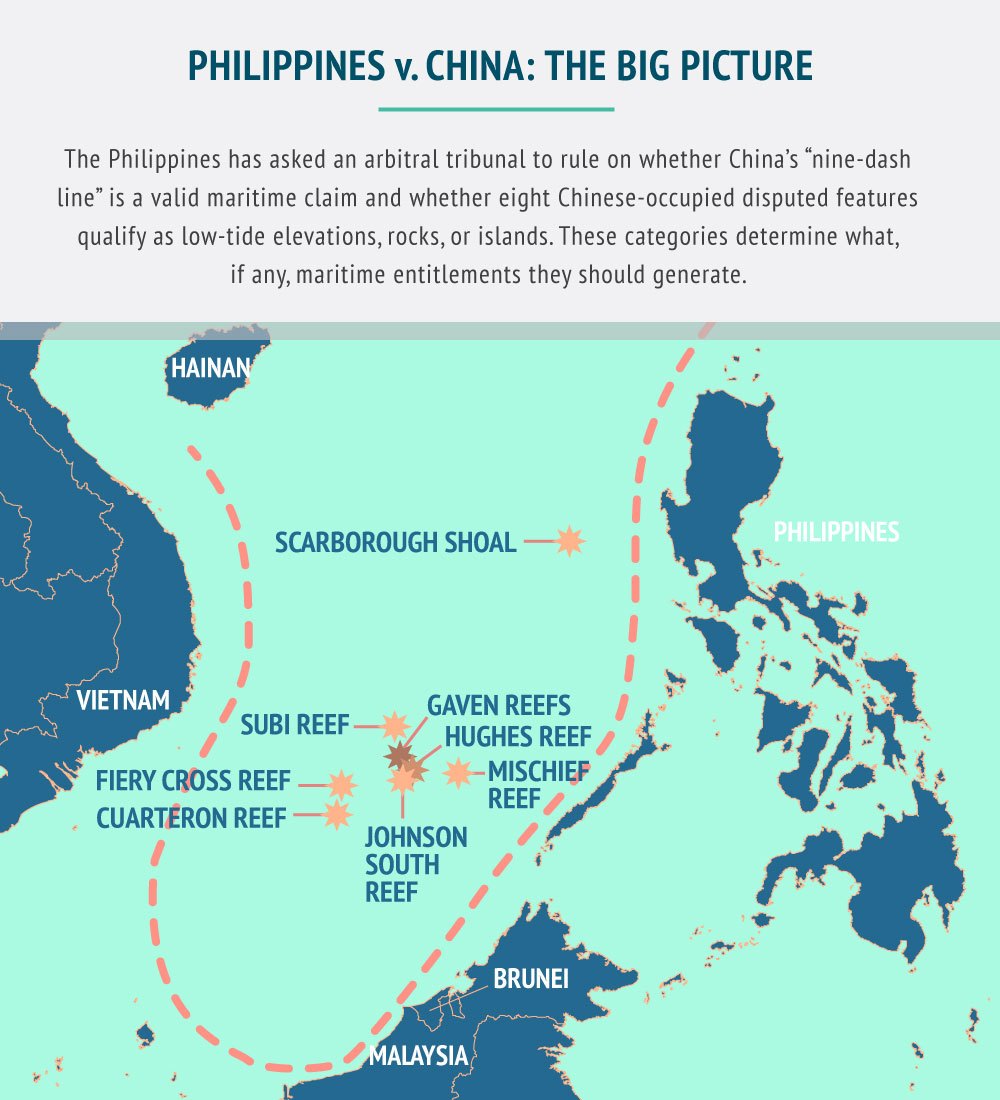 PHILIPPINES v. CHINA: THE BIG PICTURE
The Philippines has asked an arbitral tribunal to rule on whether China’s “nine-dash
line” is a valid maritime claim and whether eight Chinese-occupied disputed features
qualify as low-tide elevations, rocks, or islands. These categories determine what,
if any, maritime entitlements they should generate.
HAINAN
SCARBOROUGH SHOAL
PHILIPPINES
VIETNAM
SUBI REEF
GAVEN REEFS
HUGHES REEF
FIERY CROSS REEF
MISCHIEF
REEF
CUARTERON REEF
JOHNSON
SOUTH
REEF
BRUNEI
MALAYSIA